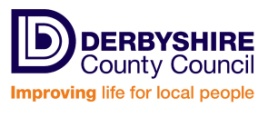 DERBYSHIRE
County Council
Improving life for local people